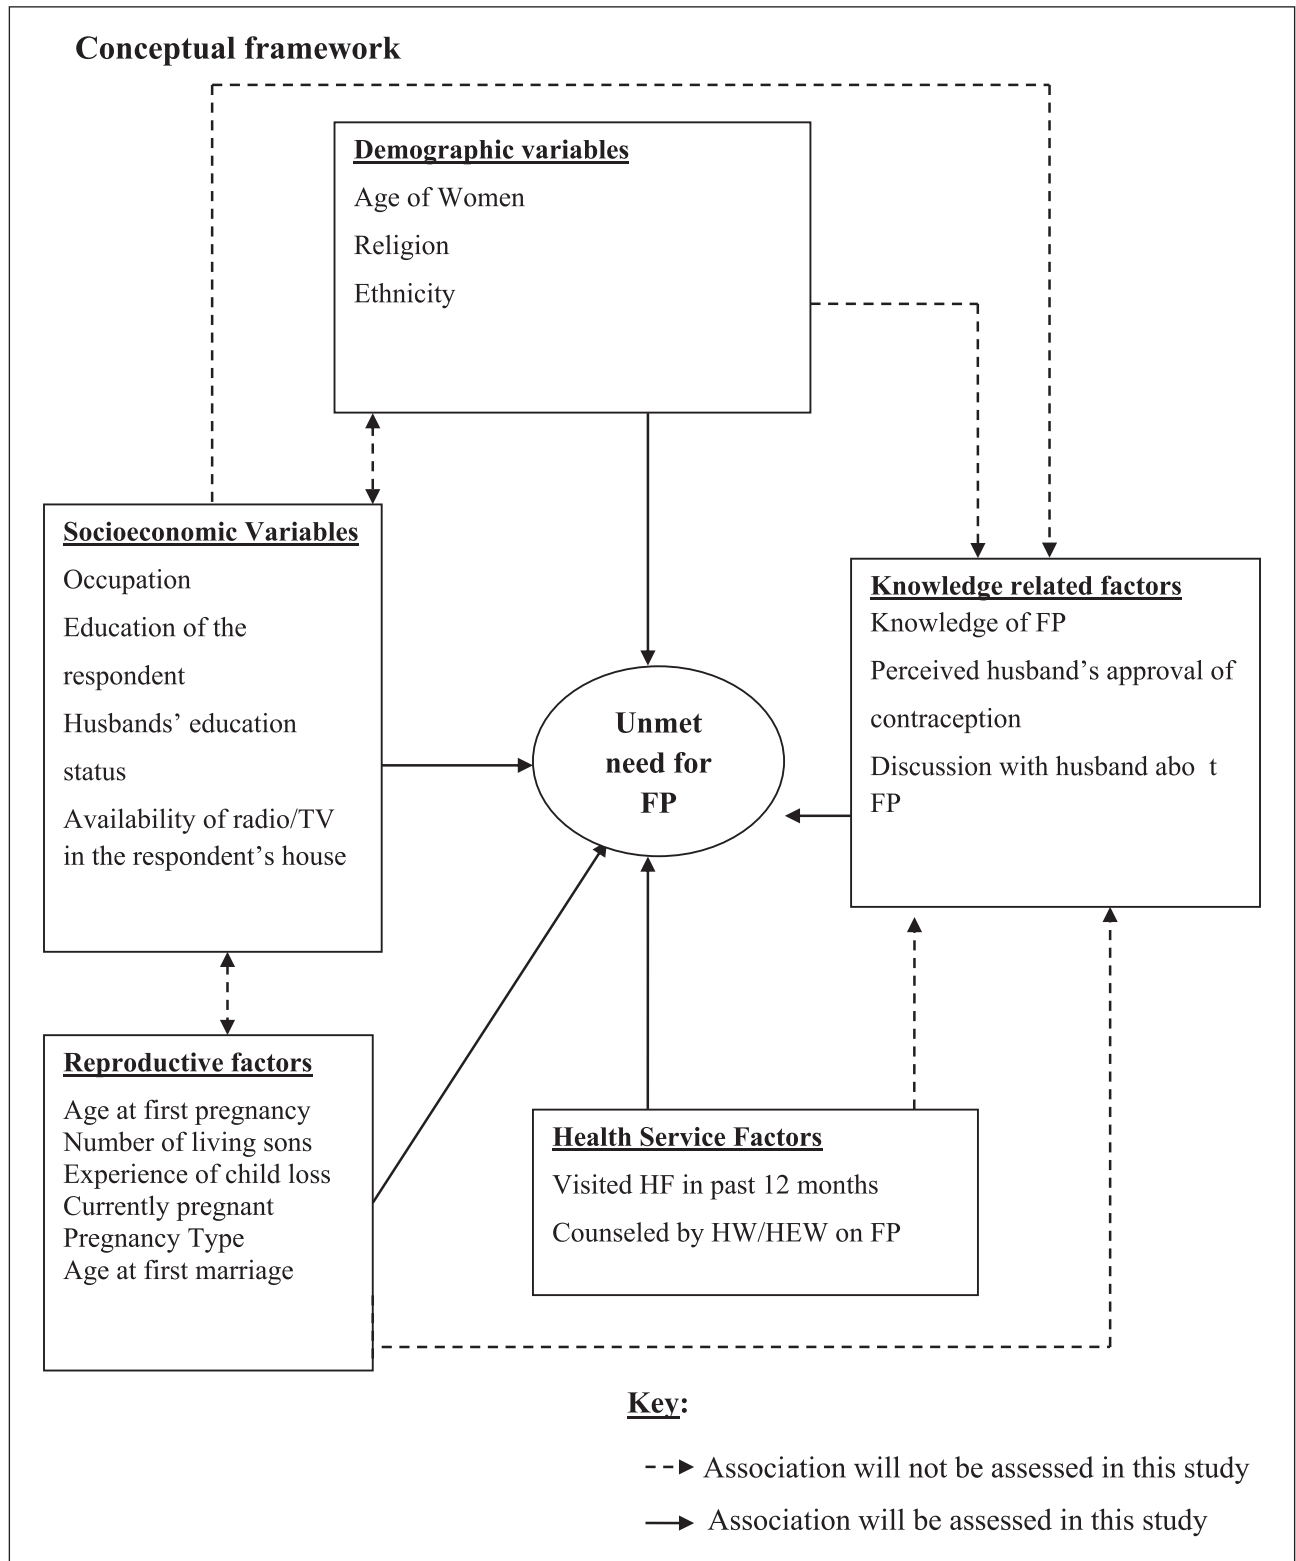 Conceptual framework
Demographic variables
Age of Women
Religion
Ethnicity
Socioeconomic Variables
Occupation
Education of the
respondent
Husbands’ education
status
Availability of radio/TV
in the respondent’s house
Unmet
need for
FP
Knowledge related factors
Knowledge of FP
Perceived husband’s approval of
contraception
Discussion with husband abo t
FP
Reproductive factors
Age at first pregnancy
Number of living sons
Experience of child loss
Currently pregnant
Pregnancy Type
Age at first marriage
Health Service Factors
Visited HF in past 12 months
Counseled by HW/HEW on FP
Key:
Association will not be assessed in this study
Association will be assessed in this study